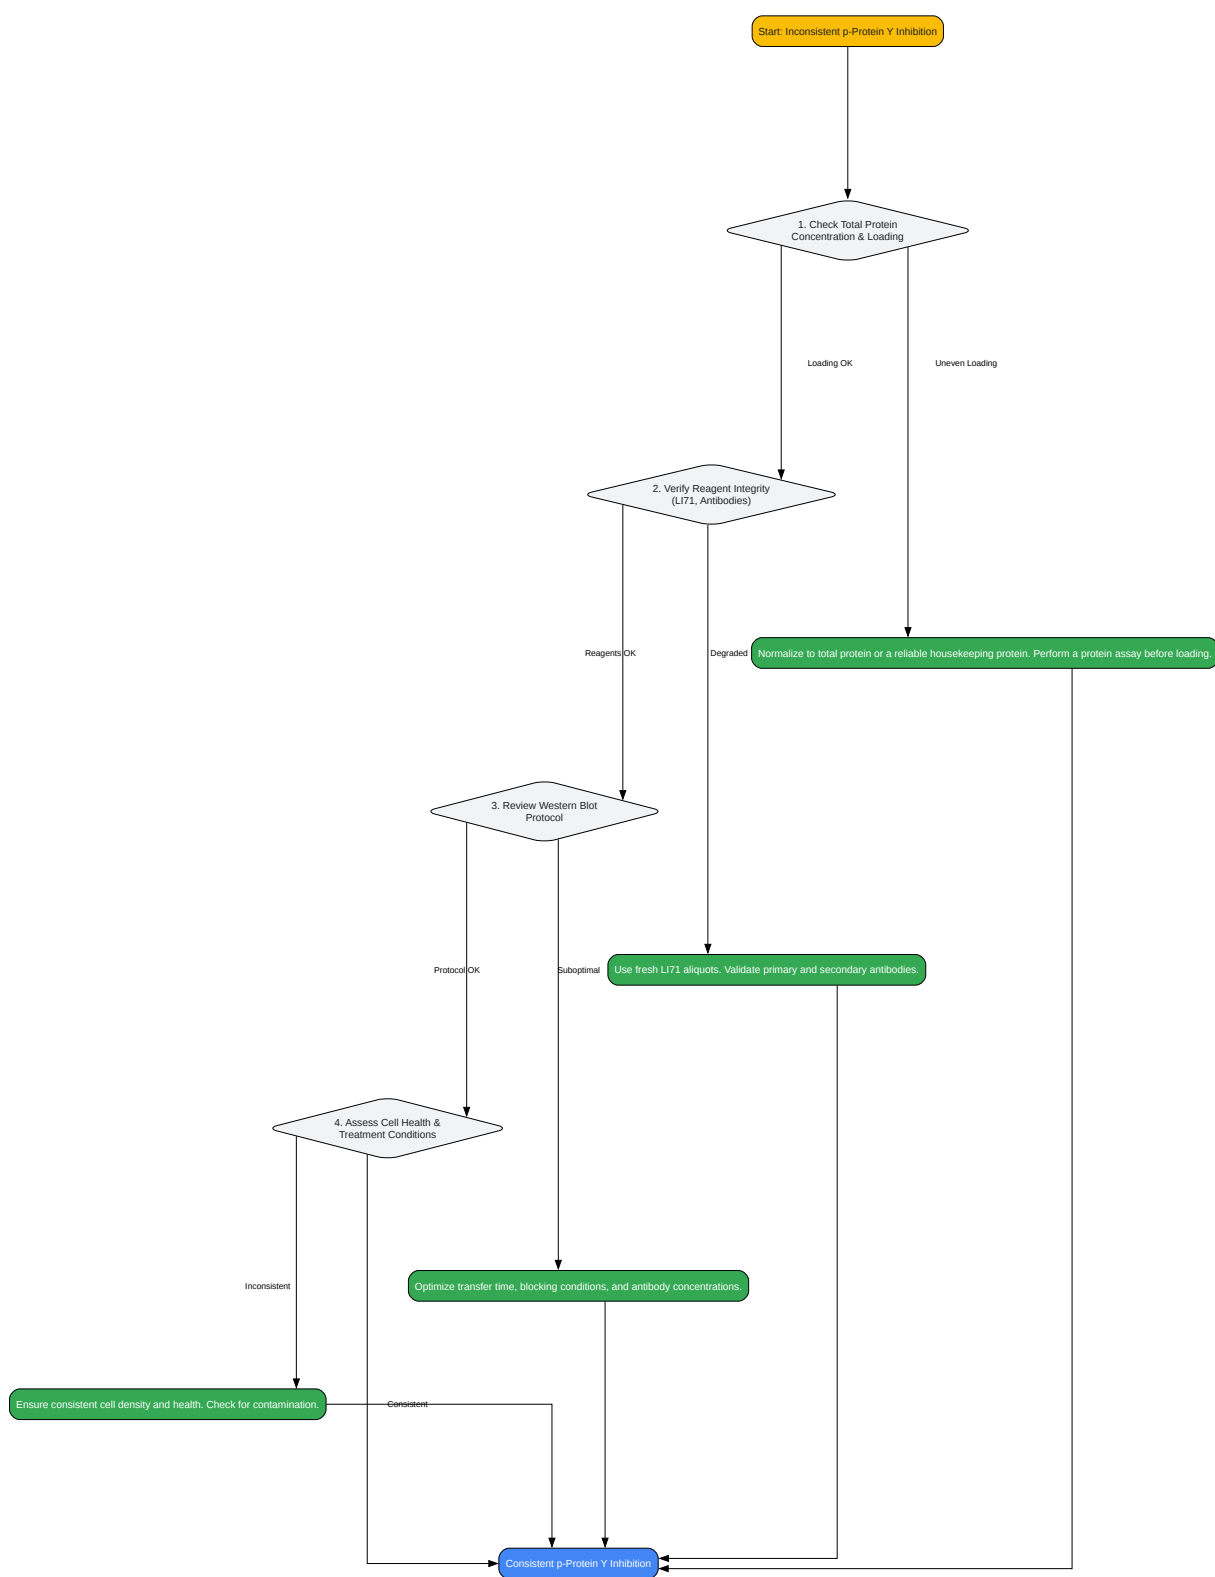 Start: Inconsistent p-Protein Y Inhibition
1. Check Total Protein
Concentration & Loading
Loading OK
Uneven Loading
2. Verify Reagent Integrity
(LI71, Antibodies)
Reagents OK
Degraded
Normalize to total protein or a reliable housekeeping protein. Perform a protein assay before loading.
3. Review Western Blot
Protocol
Protocol OK
Suboptimal
Use fresh LI71 aliquots. Validate primary and secondary antibodies.
4. Assess Cell Health &
Treatment Conditions
Inconsistent
Optimize transfer time, blocking conditions, and antibody concentrations.
Ensure consistent cell density and health. Check for contamination.
Consistent
Consistent p-Protein Y Inhibition